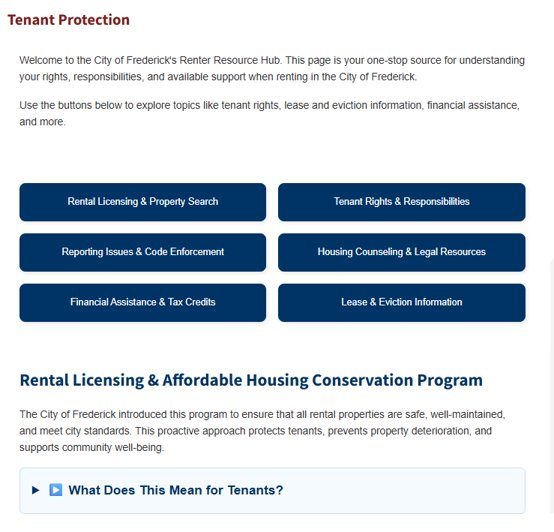 Tenant Protection
Welcome to the City of Frederick's Renter Resource Hub. This page is your one-stop source for understanding
your rights, responsibilities, and available support when renting in the City of Frederick.
Use the buttons below to explore topics like tenant rights, lease and eviction information, financial assistance,
and more.
Rental Licensing & Property Search
Tenant Rights & Responsibilities
Reporting Issues & Code Enforcement
Housing Counseling & Legal Resources
Financial Assistance & Tax Credits
Lease & Eviction Information
Rental Licensing & Affordable Housing Conservation Program
The City of Frederick introduced this program to ensure that all rental properties are safe, well-maintained,
and meet city standards. This proactive approach protects tenants, prevents property deterioration, and
supports community well-being.
What Does This Mean for Tenants?